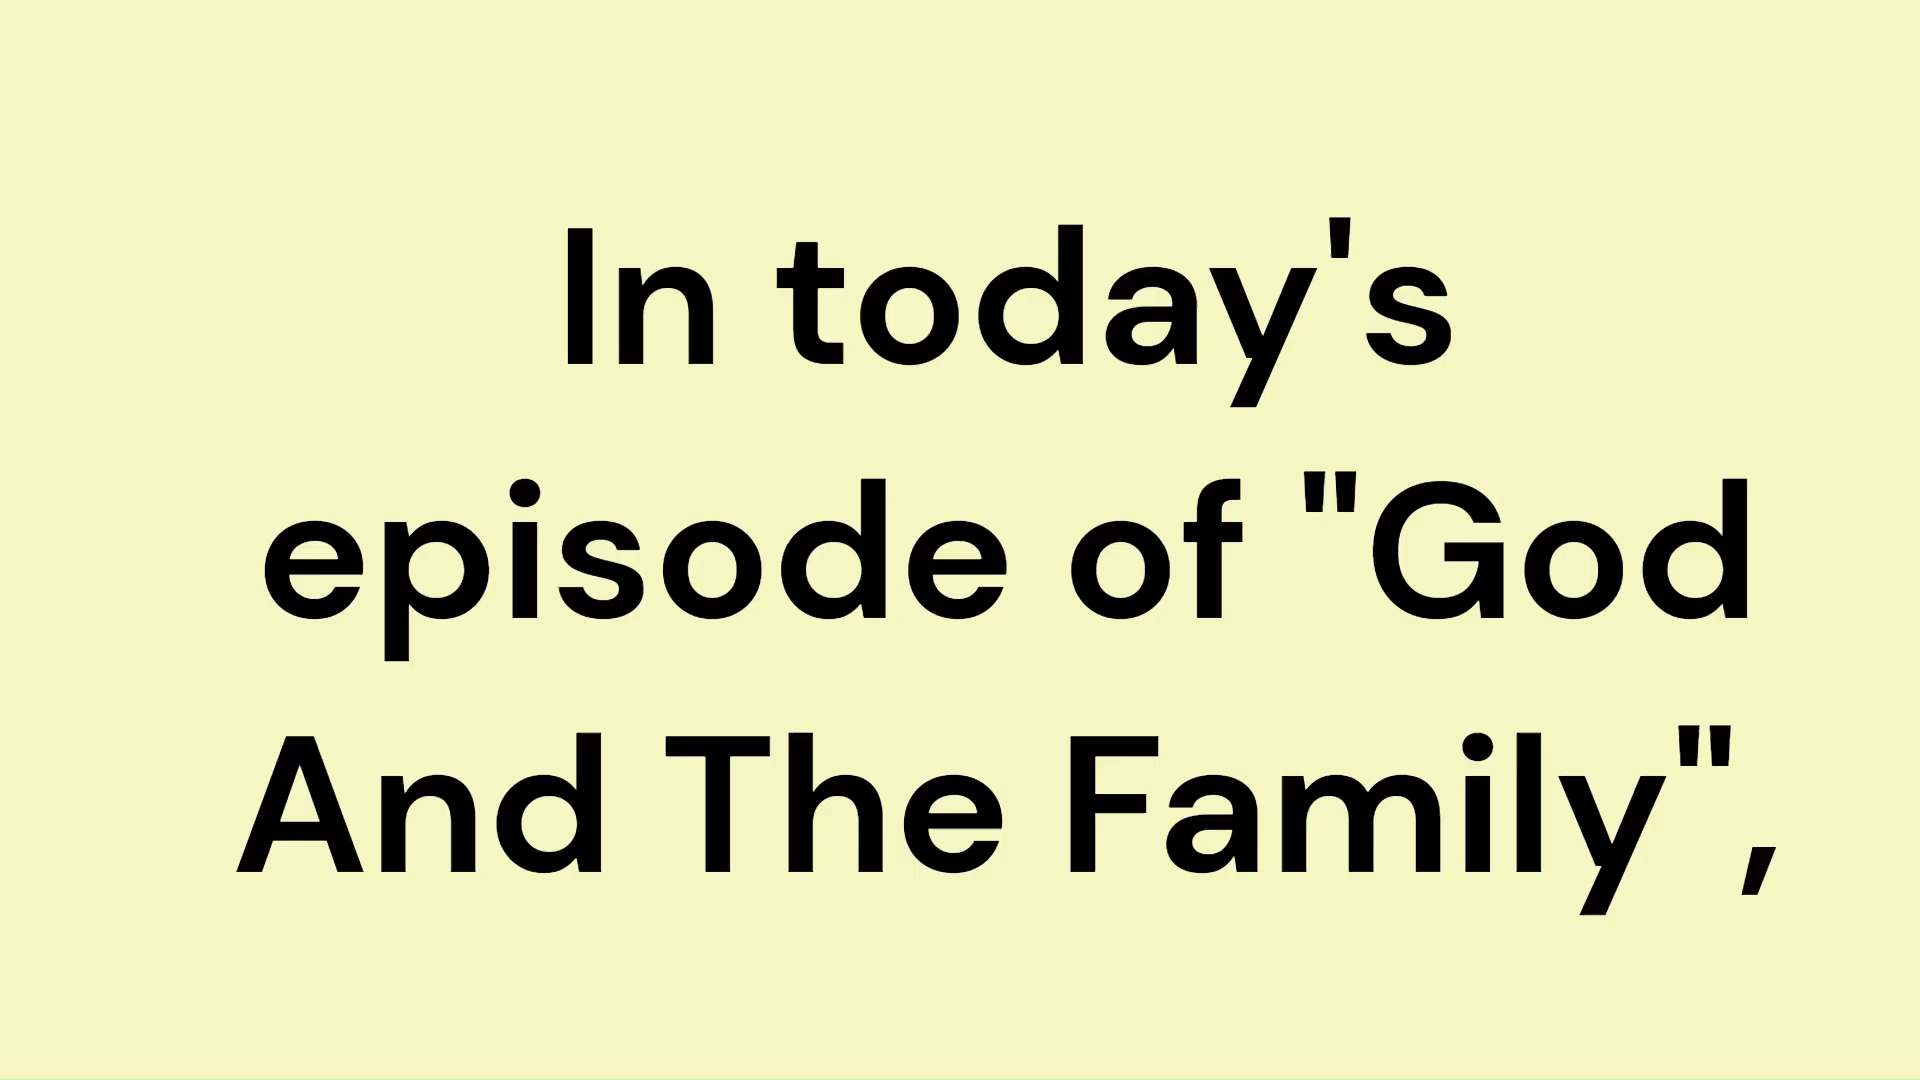 In today's
episode of "God
And The Family",